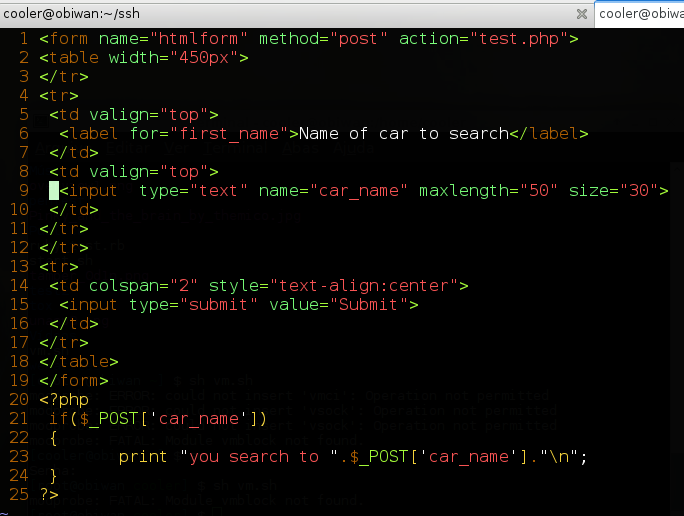 cooler@obiwan:~/ssh
cooler@obiwan
1 <form name="htmlform" method="post" action="test.php">
2 <table width="450px">
3 </tr>
4 <tr>
5  <td valign="top">
6   <label for="first_name">Name of car to search</label>
7  </td>
8  <td valign="top">
9   <input  type="text" name="car_name" maxlength="50" size="30">
10  </td>
11 </tr>
12 </tr>
13 <tr>
14  <td colspan="2" style="text-align:center">
15   <input type="submit" value="Submit">
16  </td>
17 </tr>
18 </table>
19 </form>
20 <?php
21  if($_POST['car_name'])
22  {
23         print "you search to ".$_POST['car_name']."\n";
24  }
25 ?>
~